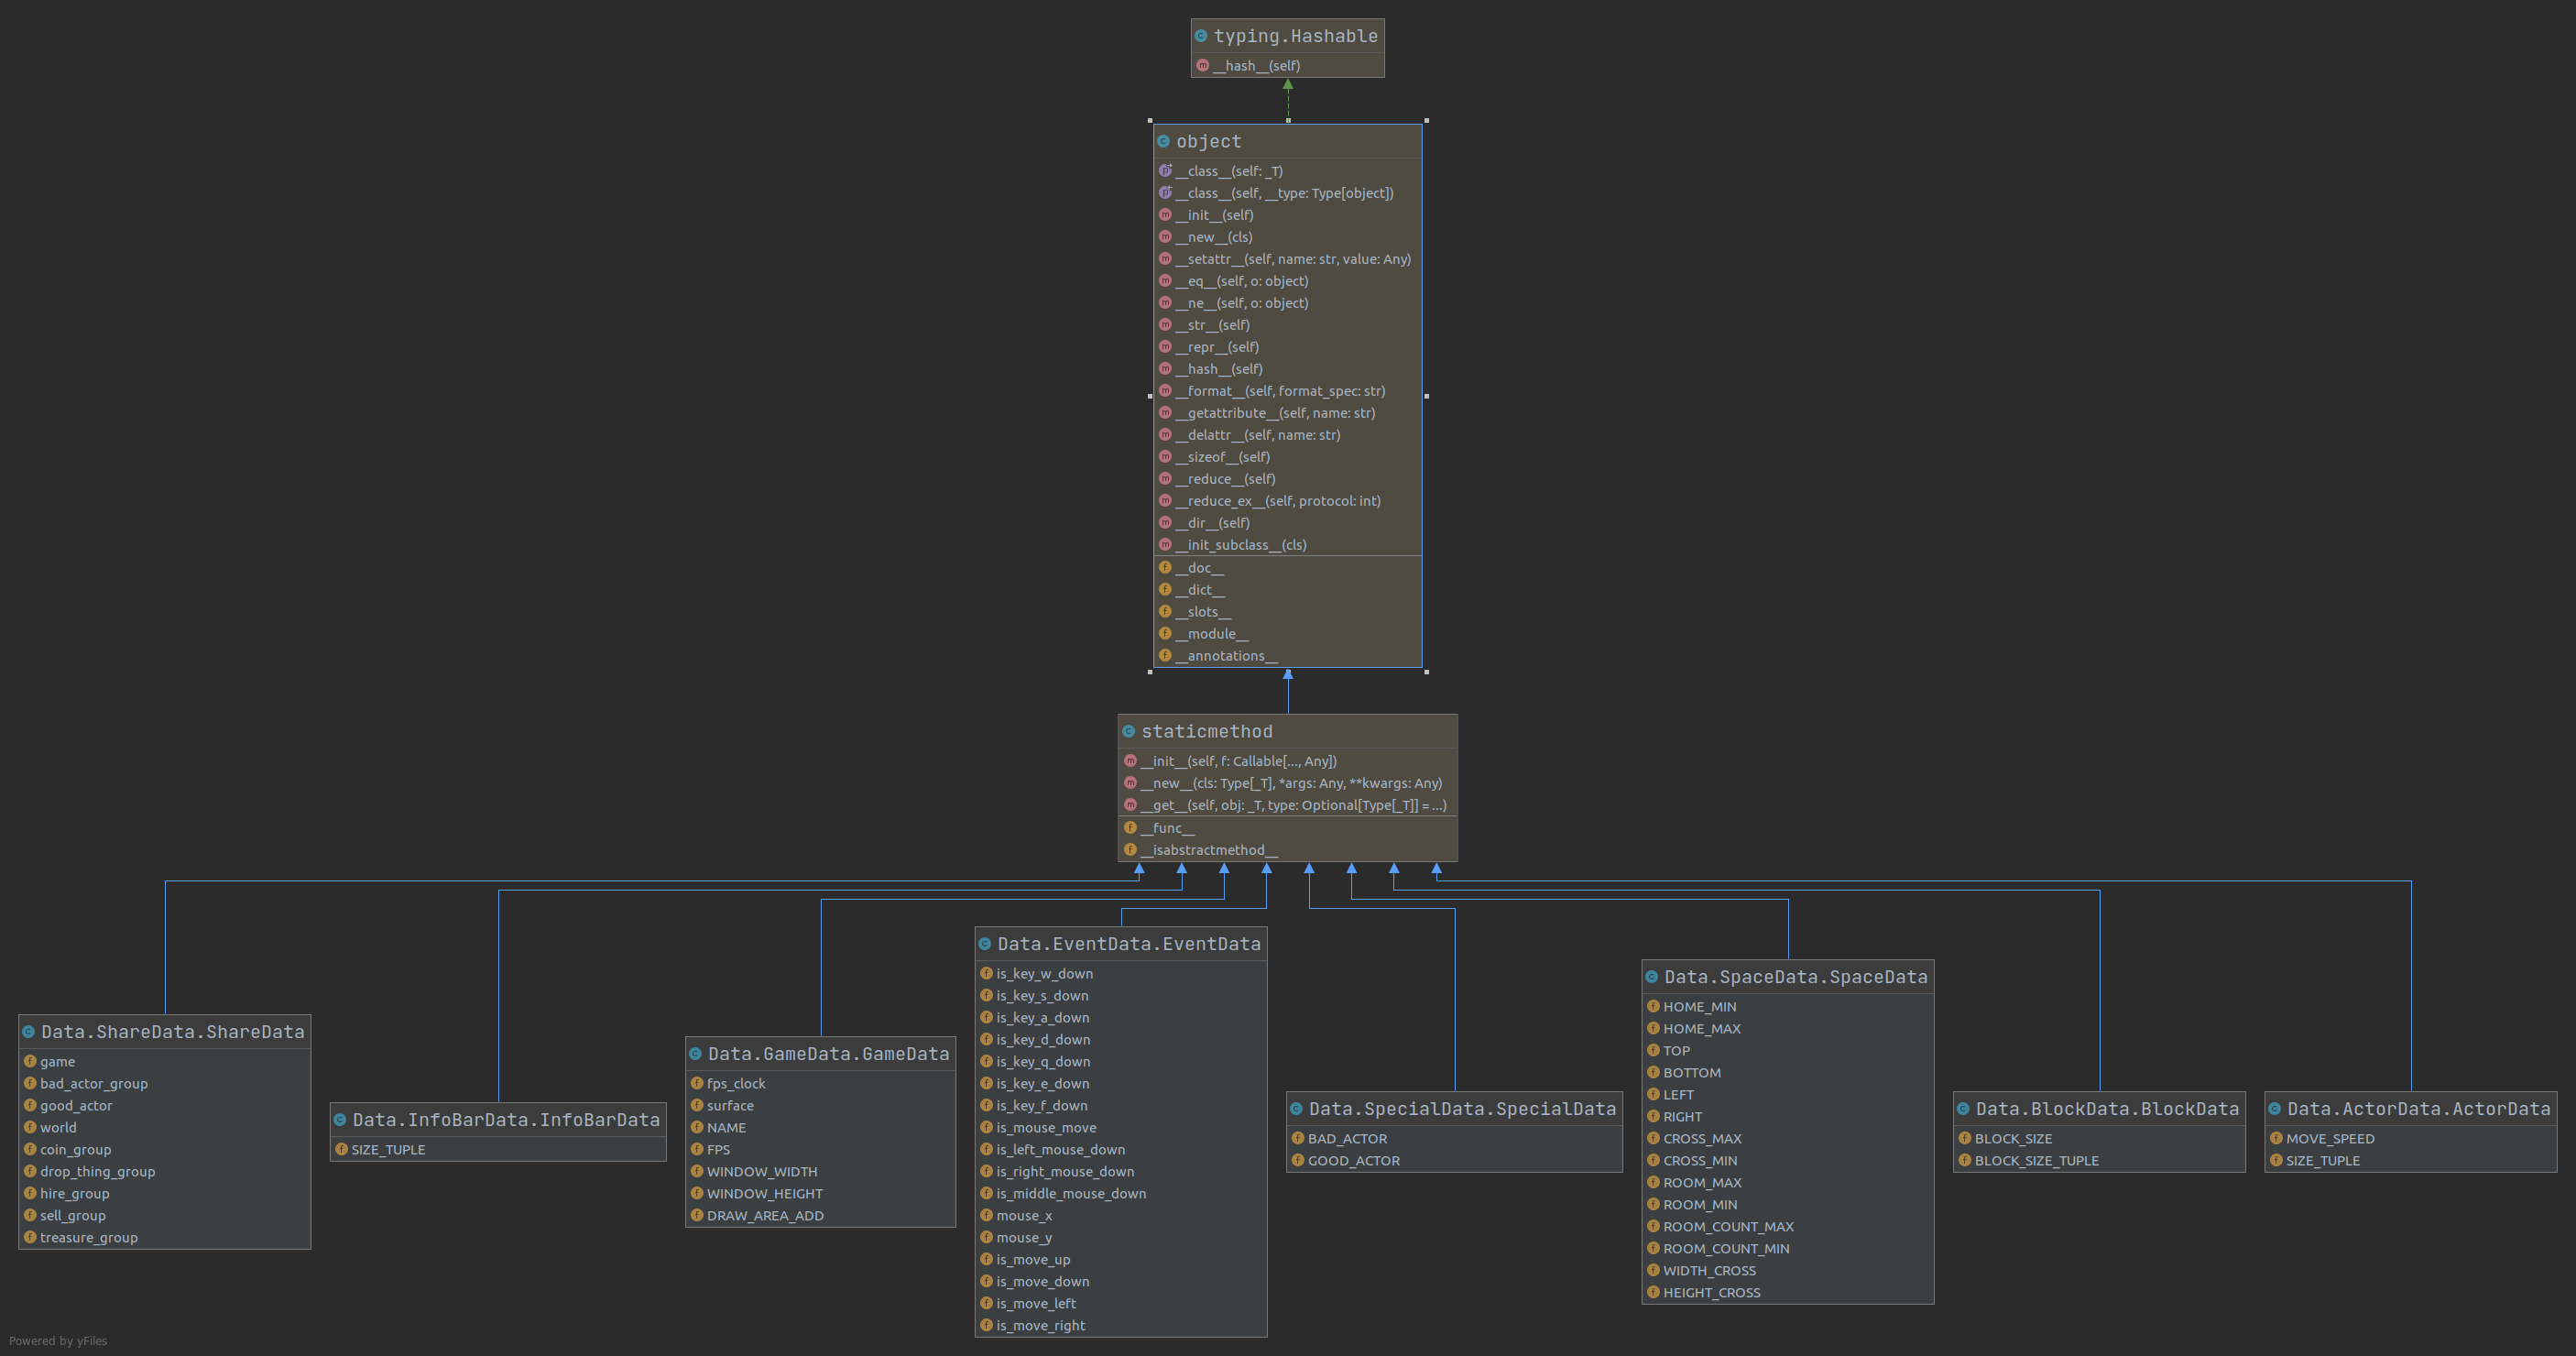 typing.Hashable
__hash__(self)
object
__class__(self: _T)
__class__(self, __type: Type[object])
__init__(self)
__new__(cls)
__setattr__(self, name: str, value: Any)
__eq__(self, o: object)
__ne__(self, o: object)
__str__(self)
__repr__(self)
__hash__(self)
__format__(self, format_spec: str)
__getattribute__(self, name: str)
__delattr__(self, name: str)
__sizeof__(self)
__reduce__(self)
__reduce_ex__(self, protocol: int)
__dir__(self)
__init_subclass__(cls)
__doc__
__dict__
__slots__
__module__
__annotations__
staticmethod
__init__(self, f: Callable[..., Any])
__new__(cls: Type[_T], *args: Any, **kwargs: Any)
__get__(self, obj: _T, type: Optional[Type[_T]] = ...)
__func__
__isabstractmethod__
Data.ShareData.ShareData
game
bad_actor_group
good_actor
world
coin_group
drop_thing_group
hire_group
sell_group
treasure_group
Data.InfoBarData.InfoBarData
SIZE_TUPLE
Data.GameData.GameData
fps_clock
surface
NAME
FPS
WINDOW_WIDTH
WINDOW_HEIGHT
DRAW_AREA_ADD
Data.EventData.EventData
is_key_w_down
is_key_s_down
is_key_a_down
is_key_d_down
is_key_q_down
is_key_e_down
is_key_f_down
is_mouse_move
is_left_mouse_down
is_right_mouse_down
is_middle_mouse_down
mouse_x
mouse_y
is_move_up
is_move_down
is_move_left
is_move_right
Data.SpecialData.SpecialData
BAD_ACTOR
GOOD_ACTOR
Data.SpaceData.SpaceData
HOME_MIN
HOME_MAX
TOP
BOTTOM
LEFT
RIGHT
CROSS_MAX
CROSS_MIN
ROOM_MAX
ROOM_MIN
ROOM_COUNT_MAX
ROOM_COUNT_MIN
WIDTH_CROSS
HEIGHT_CROSS
Data.BlockData.BlockData
BLOCK_SIZE
BLOCK_SIZE_TUPLE
Data.ActorData.ActorData
MOVE_SPEED
SIZE_TUPLE
Powered by yFiles